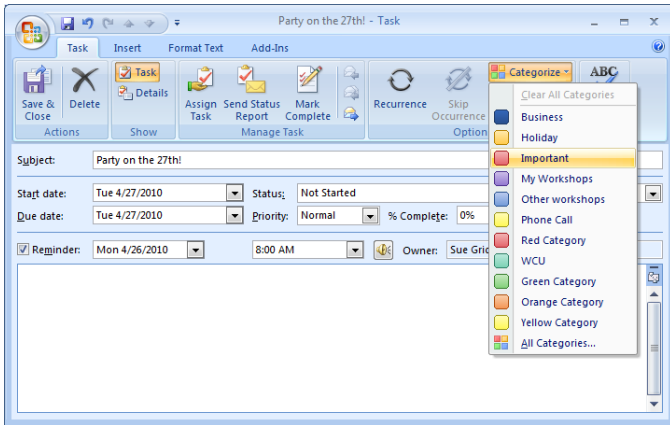 Party on the 27th! - Task
Task Insert Format Text Add-Ins
Save & Close
Delete
Actions
Task
Details
Show
Assign Task
Send Status Report
Mark Complete
Manage Task
Recurrence
Skip Occurrence
Categorize
ABC
Clear All Categories
Business
Holiday
Important
My Workshops
Other workshops
Phone Call
Red Category
WCU
Green Category
Orange Category
Yellow Category
All Categories...
Subject: Party on the 27th!
Start date: Tue 4/27/2010 Status: Not Started
Due date: Tue 4/27/2010 Priority: Normal % Complete: 0%
Reminder: Mon 4/26/2010 8:00 AM Owner: Sue